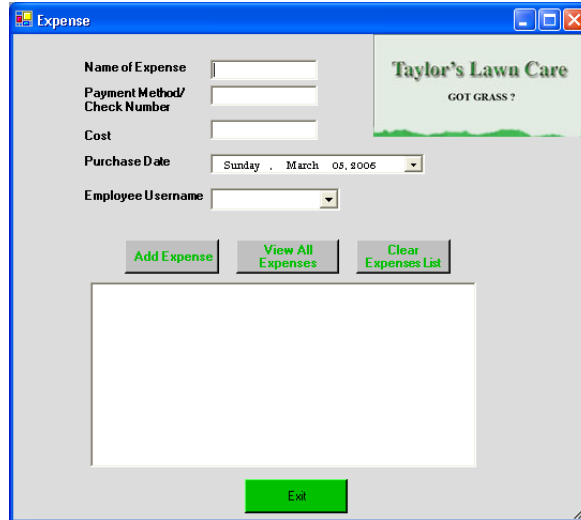 Expense
Taylor's Lawn Care
GOT GRASS ?
Name of Expense
Payment Method/
Check Number
Cost
Purchase Date
Sunday , March 05, 2006
Employee Username
Add Expense
View All
Expenses
Clear
Expenses List
Exit